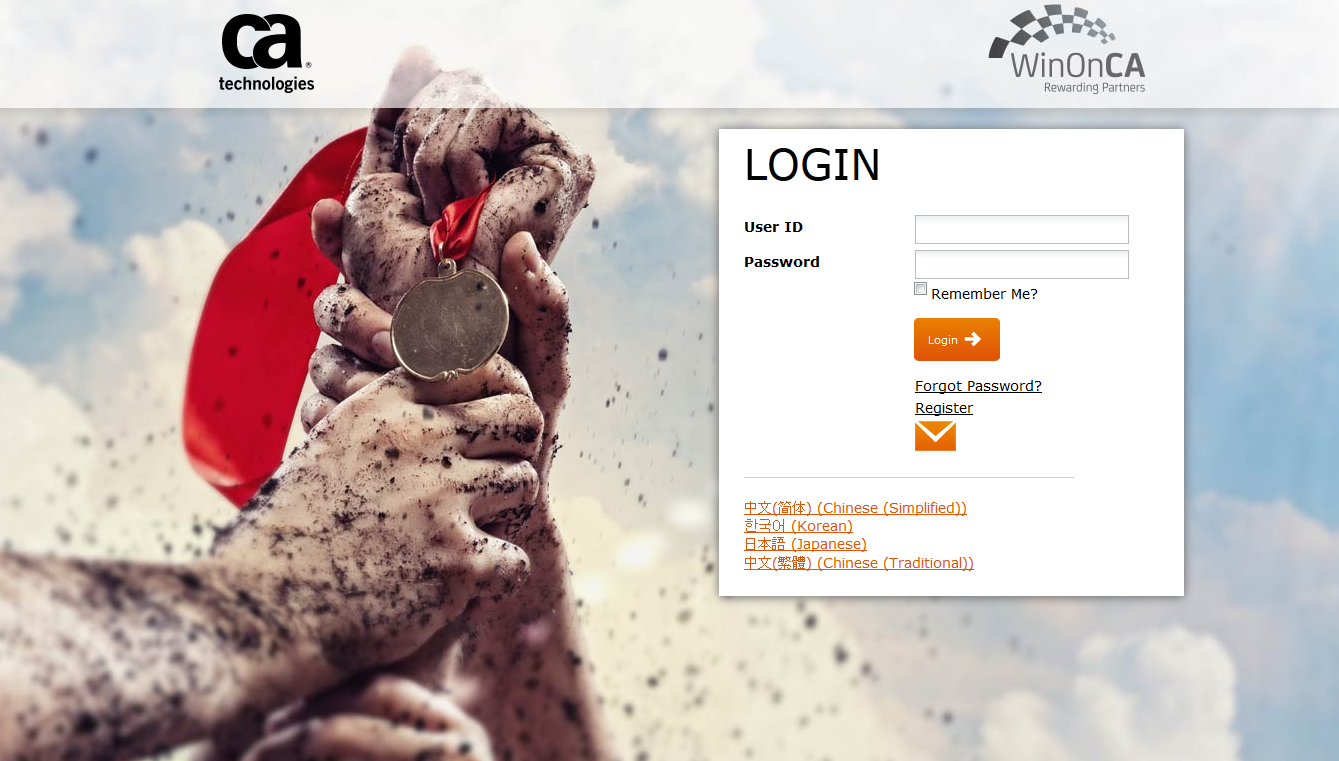 ca®
technologies
WinOnCA
Rewarding Partners
LOGIN
User ID
Password
Remember Me?
Login
Forgot Password?
Register
中文(简体) (Chinese (Simplified))
한국어 (Korean)
日本語 (Japanese)
中文(繁體) (Chinese (Traditional))